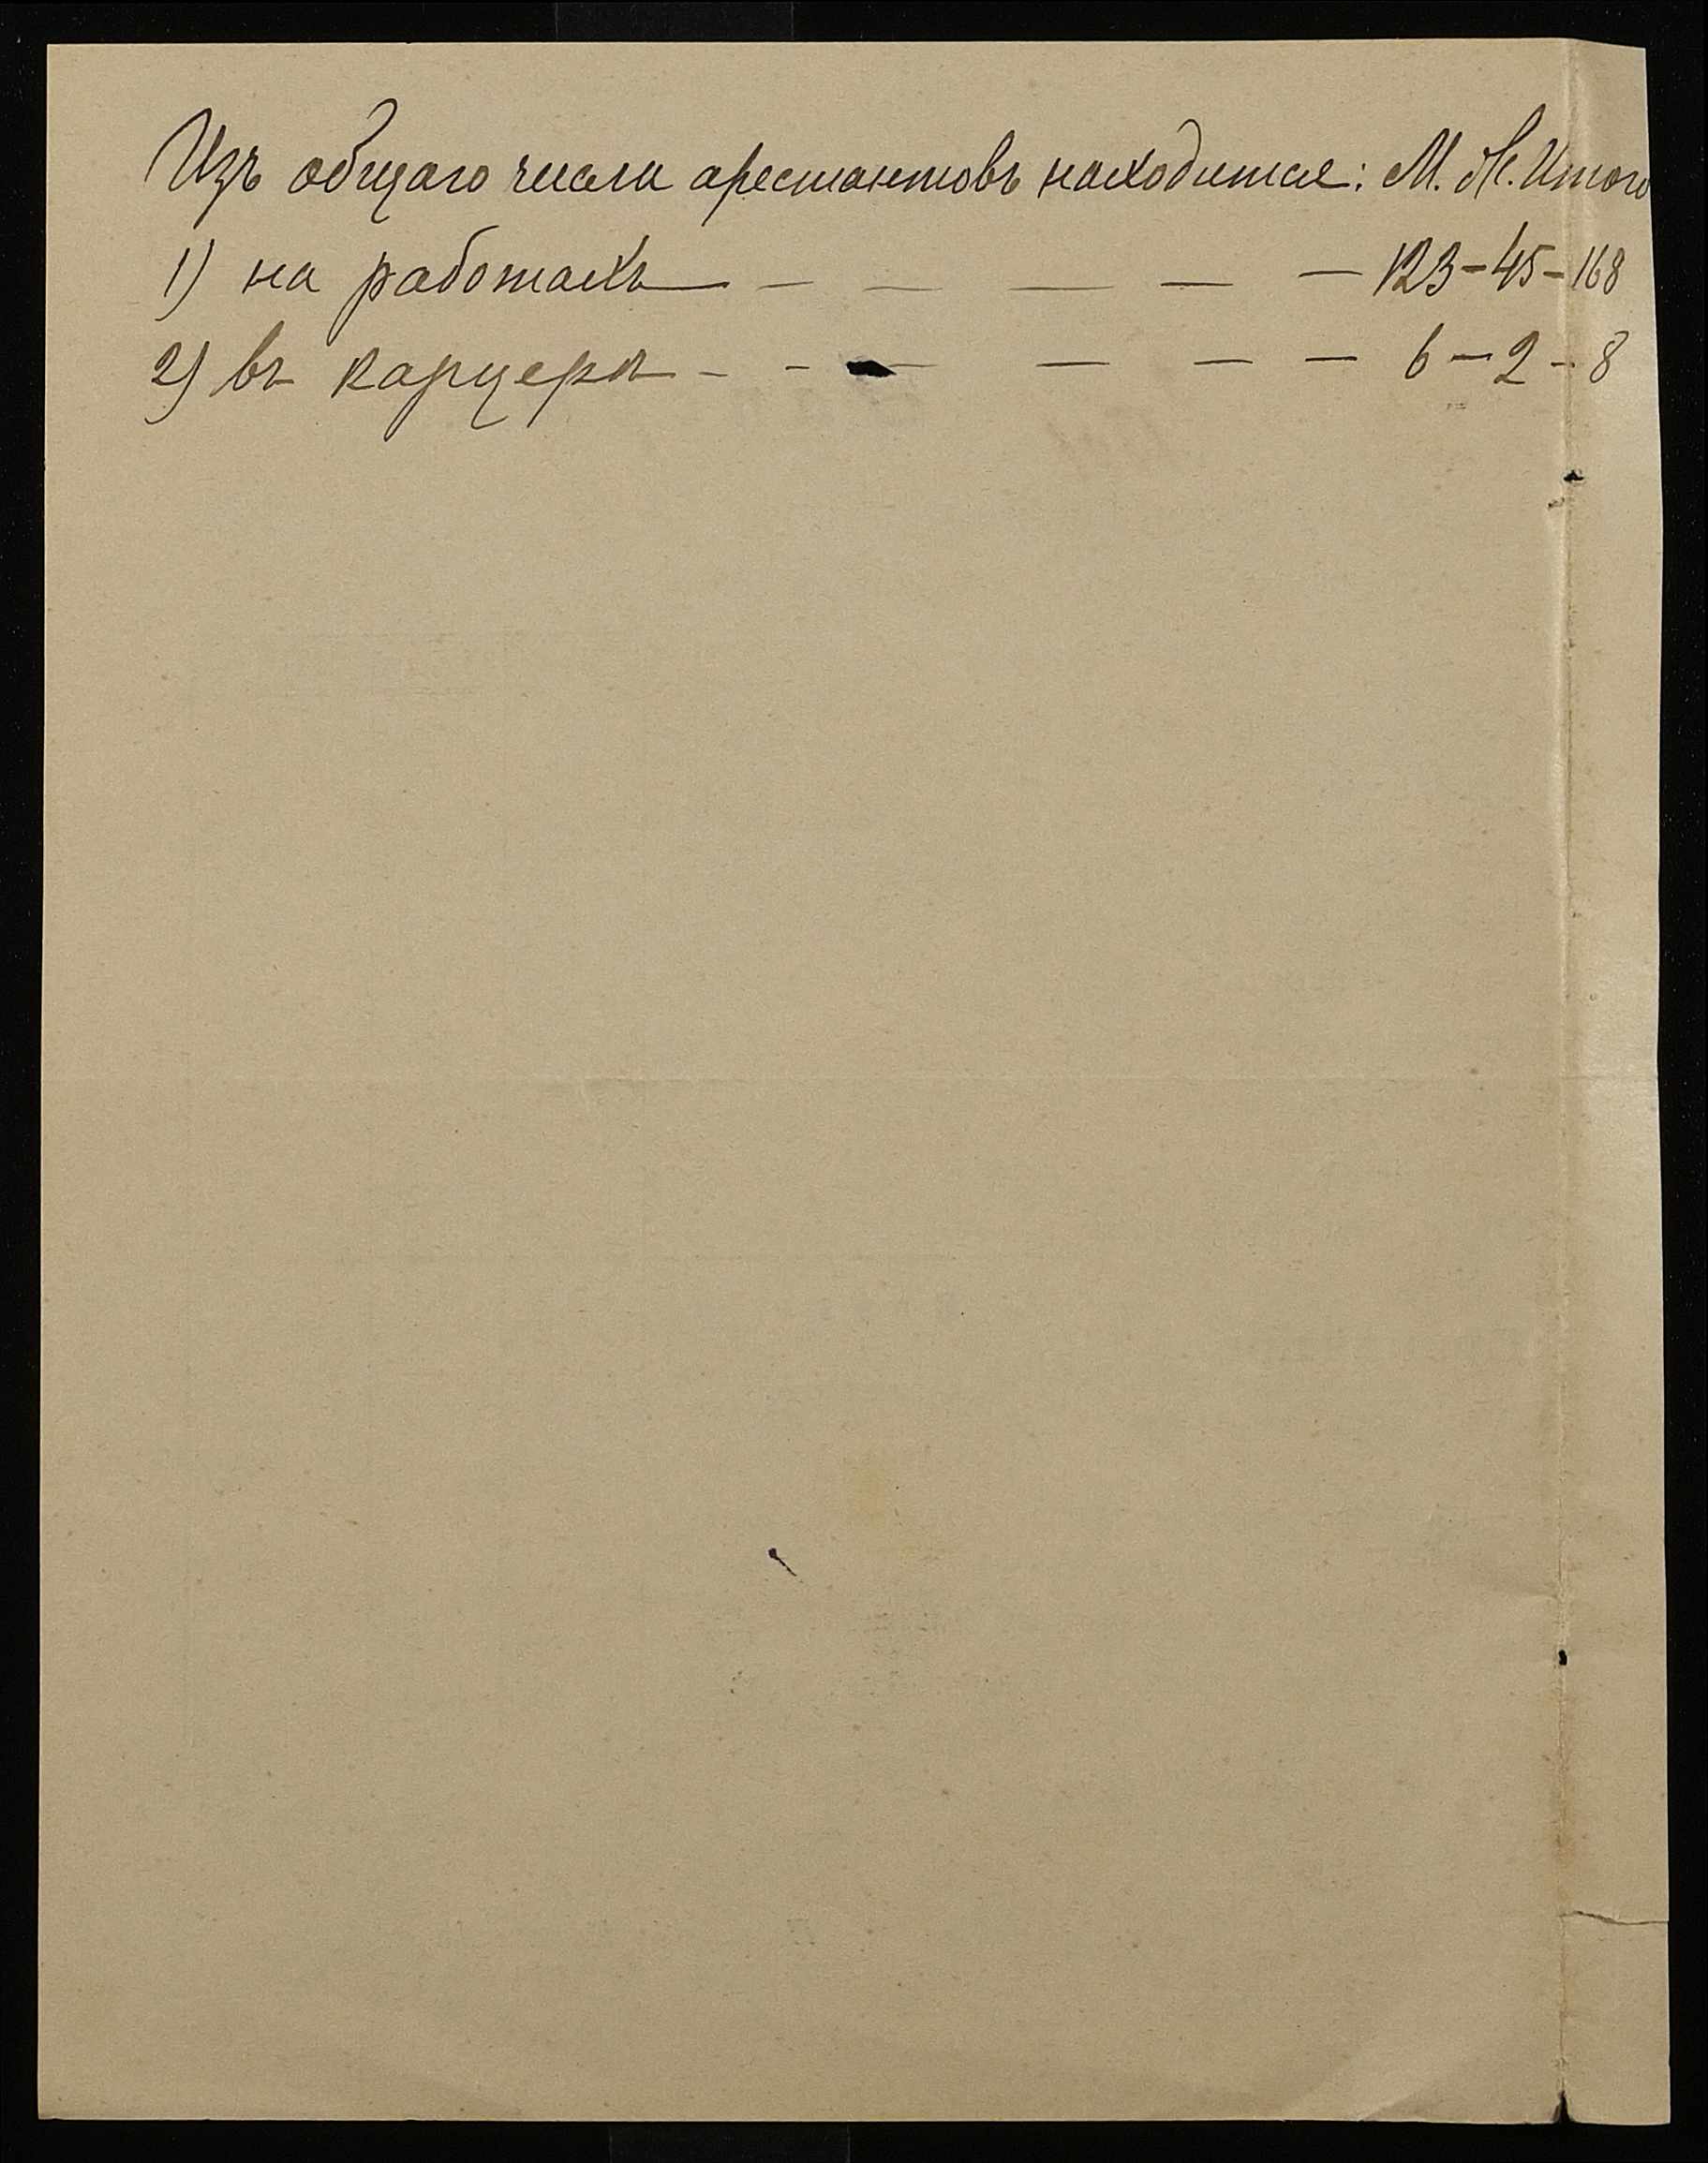 Изъ общаго числа арестантовъ находится: М. Ж. Итого
1) на работахъ — — — — — — 123 – 45 – 168
2) въ карцерѣ - - — — — — 6 – 2 – 8